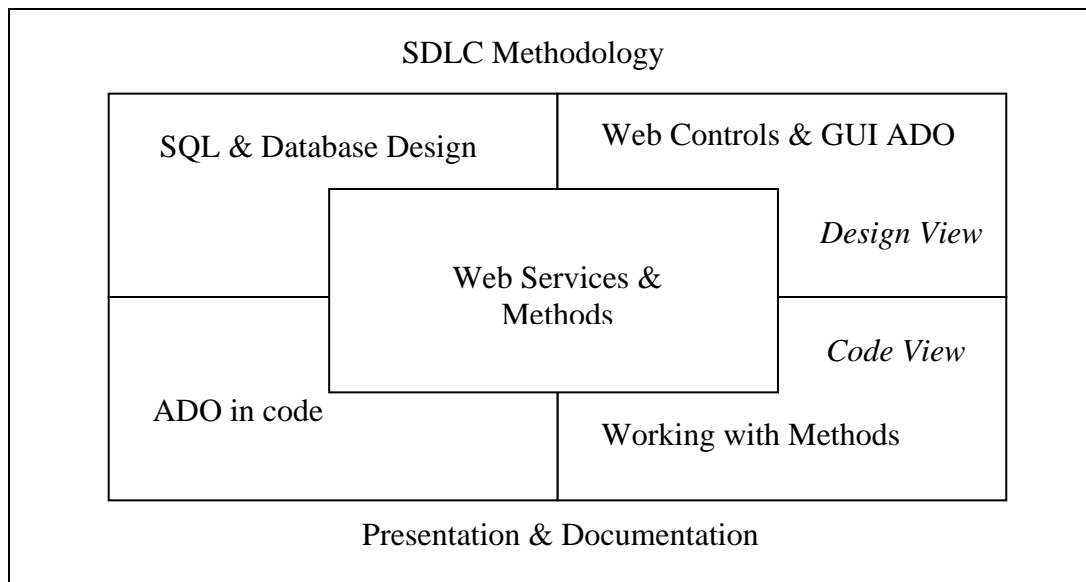 SDLC Methodology
SQL & Database Design
Web Controls & GUI ADO
Design View
Web Services &
Methods
Code View
ADO in code
Working with Methods
Presentation & Documentation